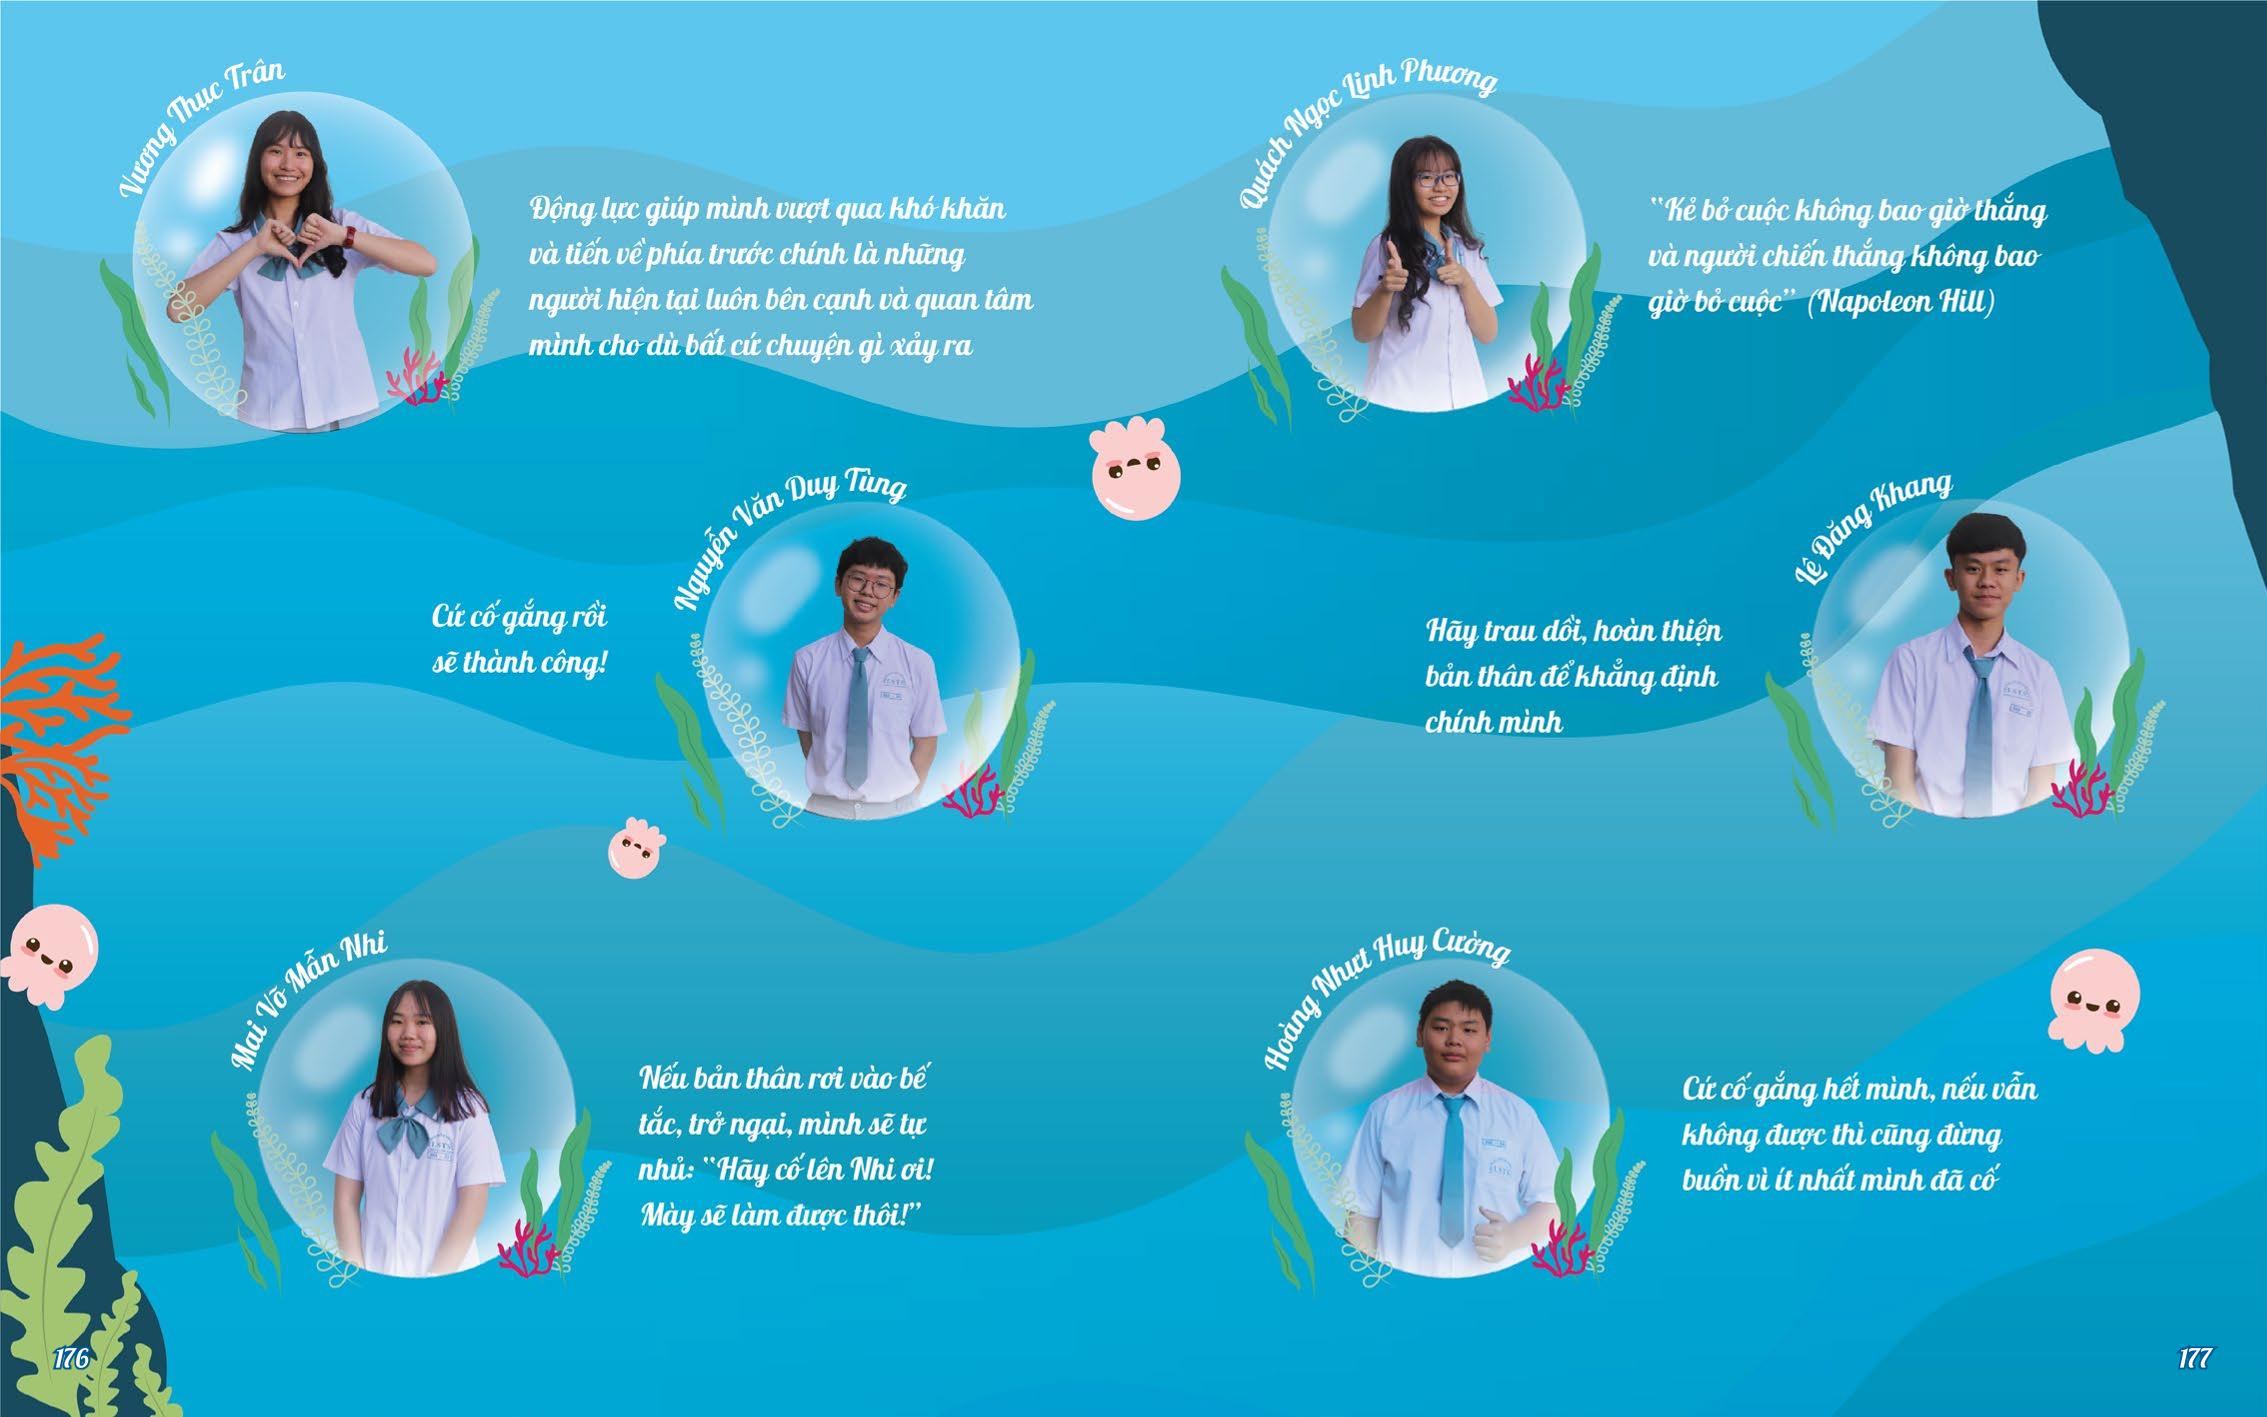 Vương Thục Trân
Động lực giúp mình vượt qua khó khăn
và tiến về phía trước chính là những
người hiện tại luôn bên cạnh và quan tâm
mình cho dù bất cứ chuyện gì xảy ra
Nguyễn Văn Duy Tùng
Cứ cố gắng rồi
sẽ thành công!
Mai Võ Mẫn Nhi
Nếu bản thân rơi vào bế
tắc, trở ngại, mình sẽ tự
nhủ: “Hãy cố lên Nhi ơi!
Mày sẽ làm được thôi!”
176
Quách Ngọc Linh Phương
“Kẻ bỏ cuộc không bao giờ thắng
và người chiến thắng không bao
giờ bỏ cuộc” (Napoleon Hill)
Lê Đăng Khang
Hãy trau dồi, hoàn thiện
bản thân để khẳng định
chính mình
Hoàng Nhựt Huy Cường
Cứ cố gắng hết mình, nếu vẫn
không được thì cũng đừng
buồn vì ít nhất mình đã cố
177